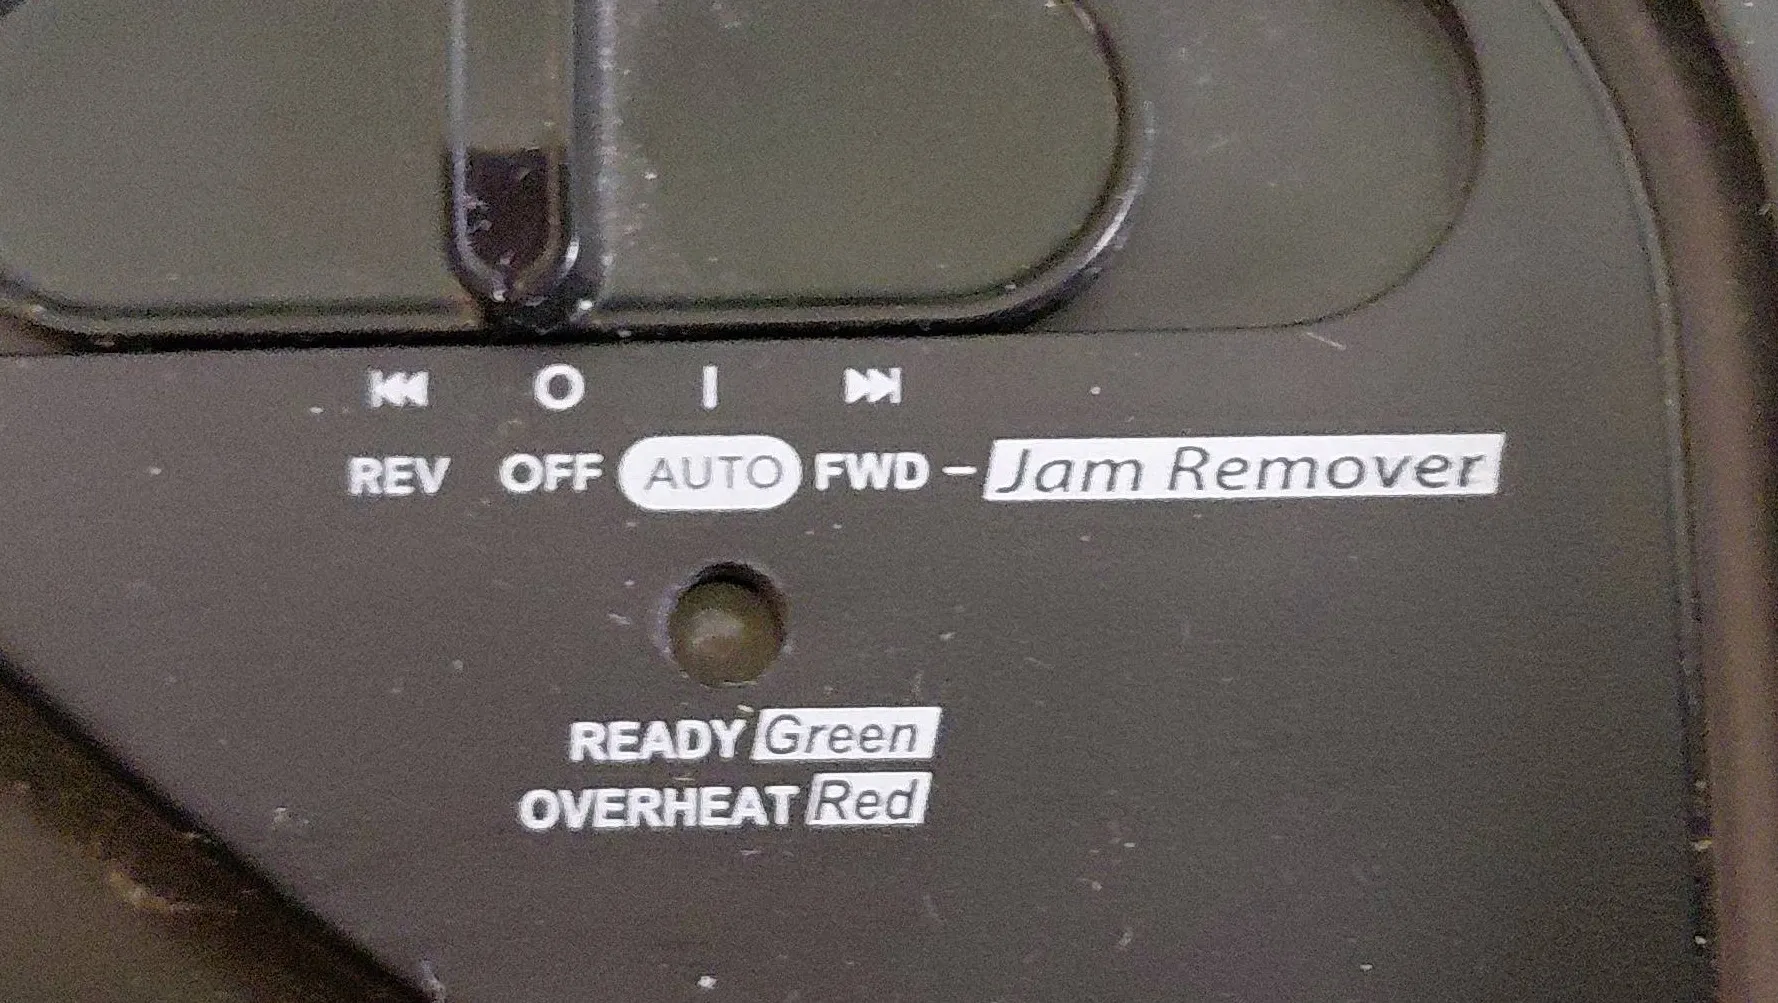 ⏮ O I ⏭
REV OFF AUTO FWD – Jam Remover
READY Green
OVERHEAT Red